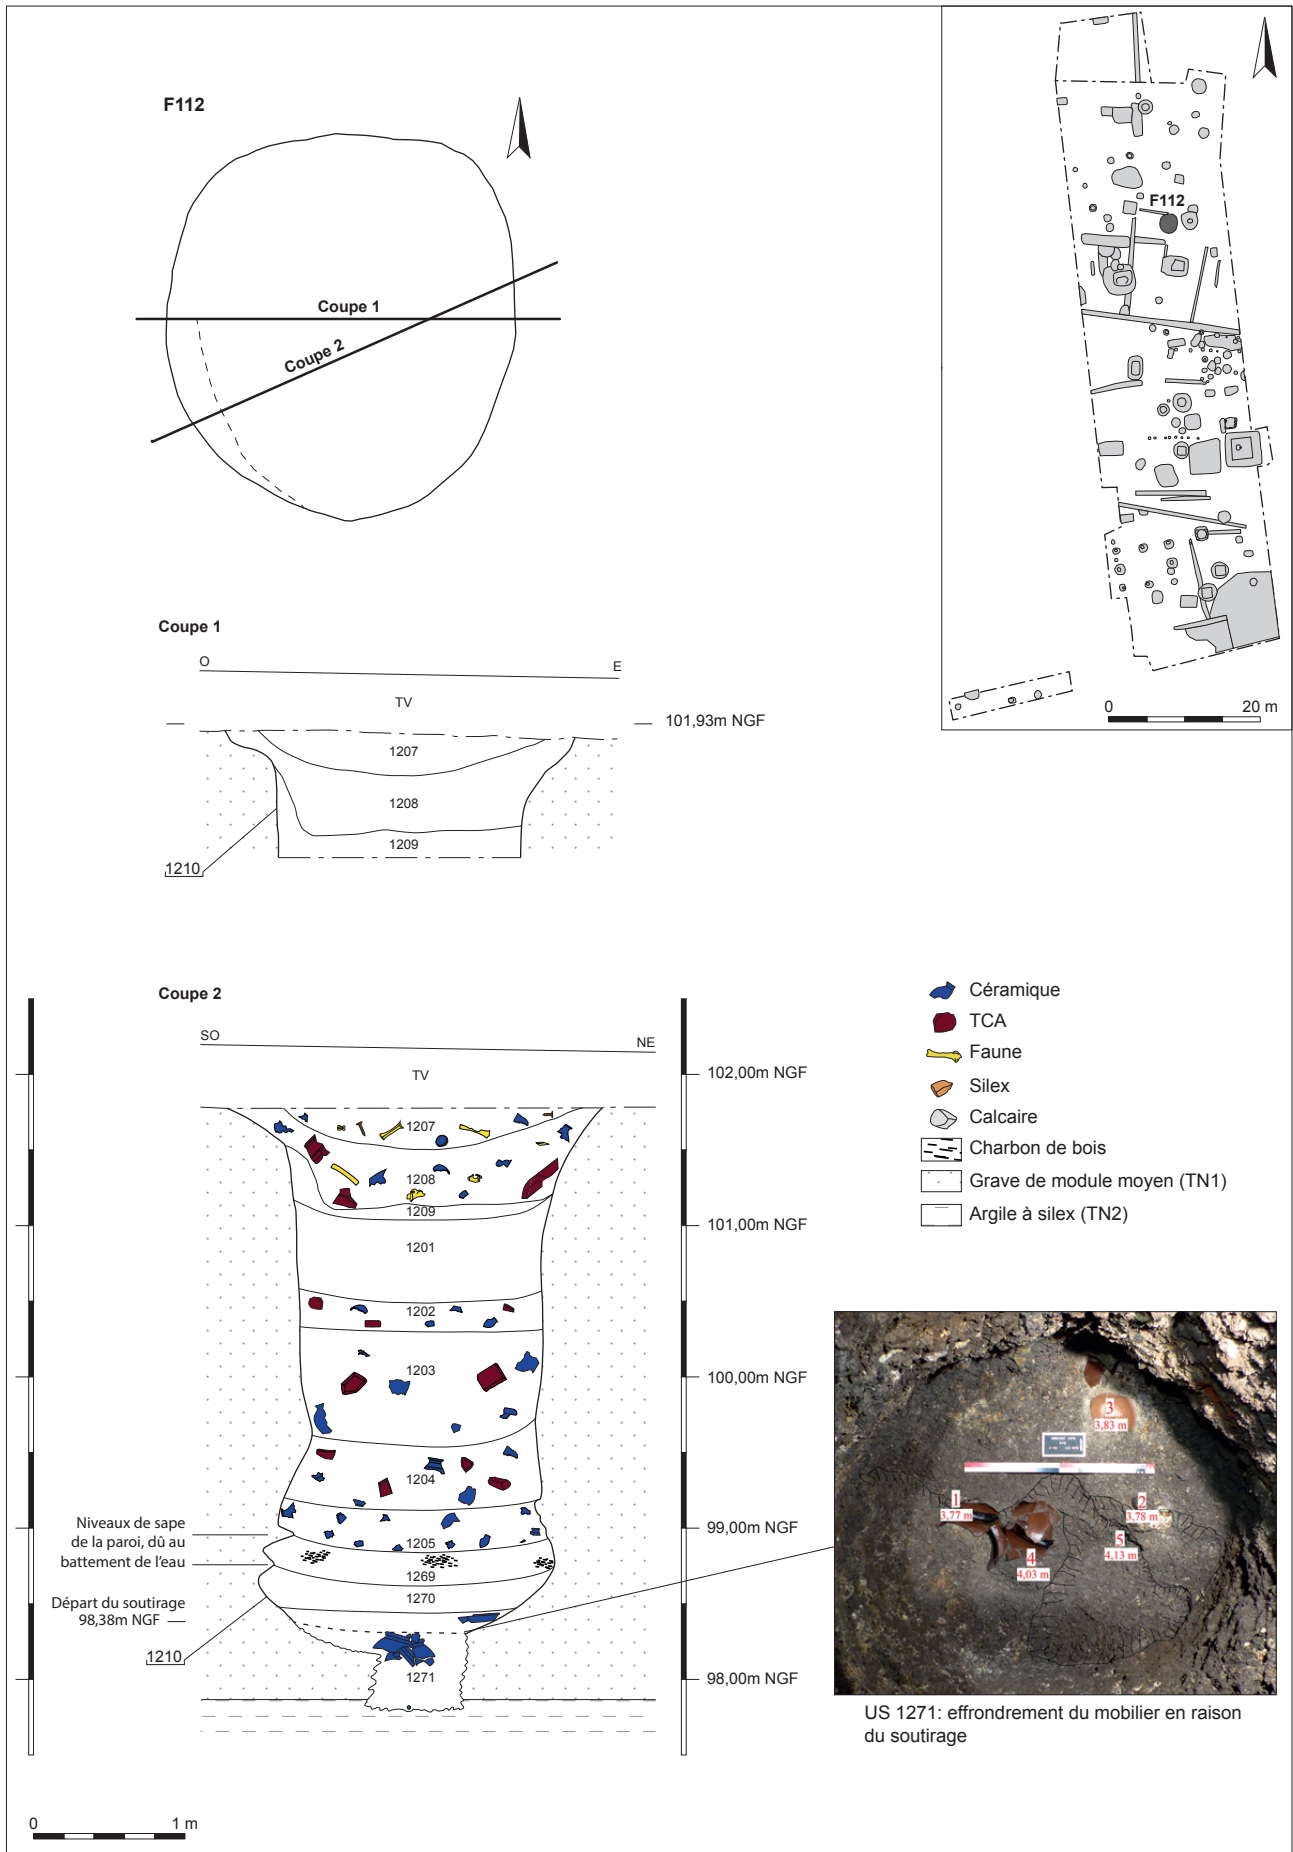 F112
Coupe 1
Coupe 2
F112
0 20 m
Coupe 1
O
E
TV
101,93m NGF
1207
1208
1209
1210
Coupe 2
SO
NE
TV
102,00m NGF
1207
1208
1209
101,00m NGF
1201
1202
1203
100,00m NGF
1204
Niveaux de sape
de la paroi, dû au
battement de l'eau
99,00m NGF
1205
1269
1270
Départ du soutirage
98,38m NGF
1210
1271
98,00m NGF
0 1 m
Céramique
TCA
Faune
Silex
Calcaire
Charbon de bois
Grave de module moyen (TN1)
Argile à silex (TN2)
3
3,83 m
1
3,77 m
2
3,78 m
5
4,13 m
4
4,03 m
US 1271: effrondrement du mobilier en raison
du soutirage